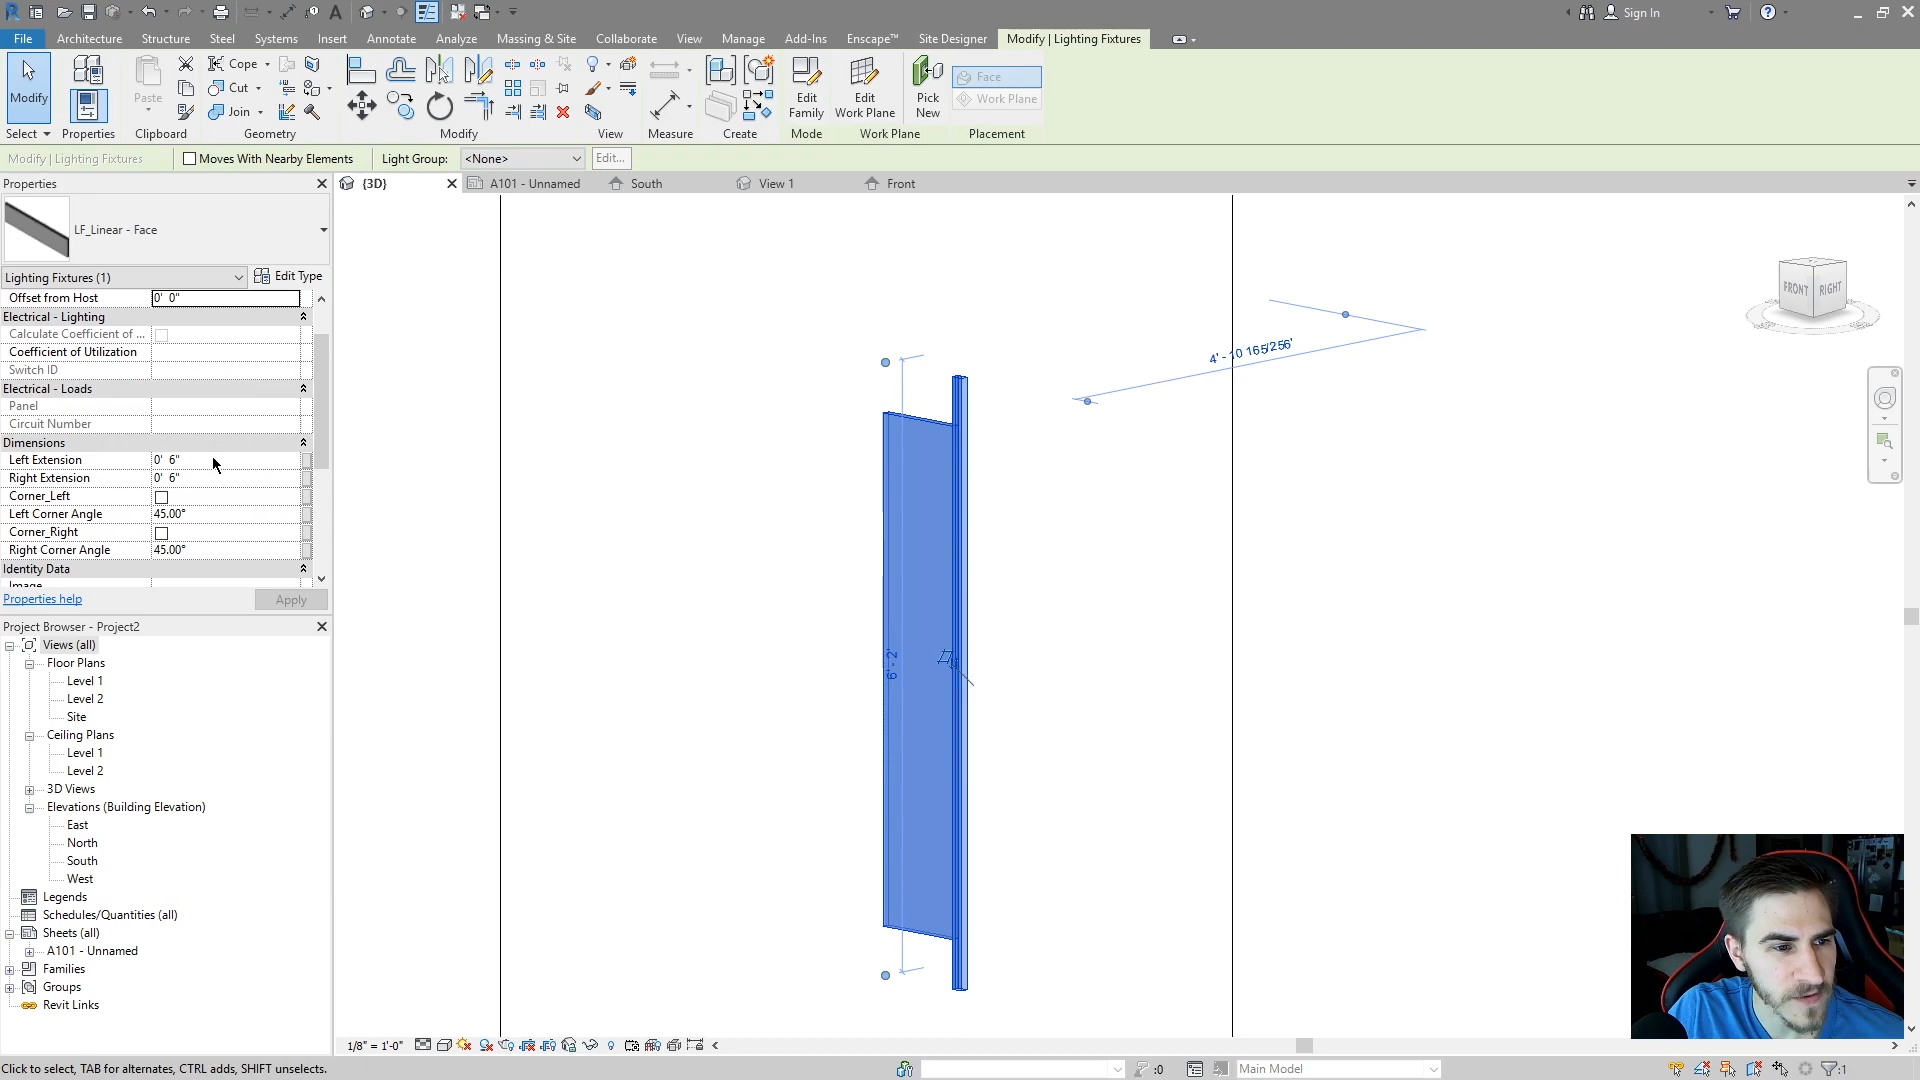 Sign In
File
Architecture
Structure
Steel
Systems
Insert
Annotate
Analyze
Massing & Site
Collaborate
View
Manage
Add-Ins
Enscape™
Site Designer
Modify | Lighting Fixtures
Modify
Paste
Cope
Cut
Join
Edit Family
Edit Work Plane
Pick New
Face
Work Plane
Select
Properties
Clipboard
Geometry
Modify
View
Measure
Create
Mode
Work Plane
Placement
Modify | Lighting Fixtures
Moves With Nearby Elements
Light Group:
<None>
Edit...
Properties
{3D}
A101 - Unnamed
South
View 1
Front
LF_Linear - Face
Lighting Fixtures (1)
Edit Type
Offset from Host 0' 0"
Electrical - Lighting
Calculate Coefficient of ...
Coefficient of Utilization
Switch ID
Electrical - Loads
Panel
Circuit Number
Dimensions
Left Extension 0' 6"
Right Extension 0' 6"
Corner_Left
Left Corner Angle 45.00°
Corner_Right
Right Corner Angle 45.00°
Identity Data
Image
Properties help
Apply
4' - 10 165/256"
6' - 2"
FRONT
RIGHT
Project Browser - Project2
Views (all)
Floor Plans
Level 1
Level 2
Site
Ceiling Plans
Level 1
Level 2
3D Views
Elevations (Building Elevation)
East
North
South
West
Legends
Schedules/Quantities (all)
Sheets (all)
A101 - Unnamed
Families
Groups
Revit Links
1/8" = 1'-0"
Click to select, TAB for alternates, CTRL adds, SHIFT unselects.
:0
Main Model
:1